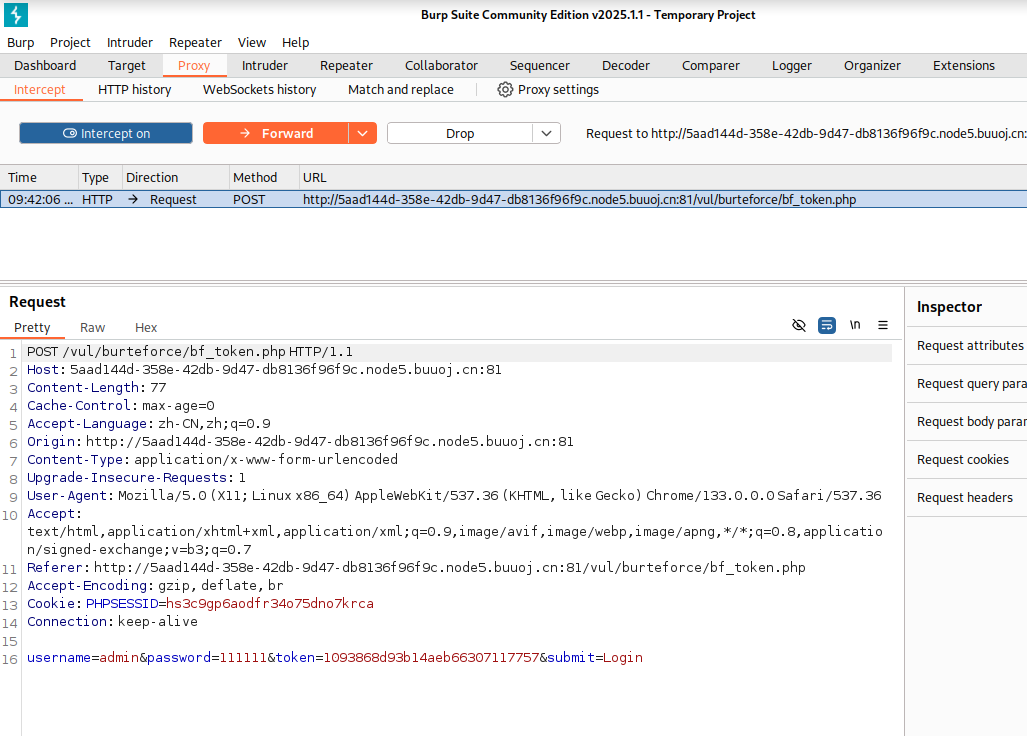 Burp Suite Community Edition v2025.1.1 - Temporary Project
Burp Project Intruder Repeater View Help
Dashboard Target Proxy Intruder Repeater Collaborator Sequencer Decoder Comparer Logger Organizer Extensions
Intercept HTTP history WebSockets history Match and replace Proxy settings
Intercept on Forward Drop Request to http://5aad144d-358e-42db-9d47-db8136f96f9c.node5.buuoj.cn:
Time Type Direction Method URL
09:42:06 ... HTTP → Request POST http://5aad144d-358e-42db-9d47-db8136f96f9c.node5.buuoj.cn:81/vul/burteforce/bf_token.php
Request
Inspector
Pretty Raw Hex \n
Request attributes
Request query para
Request body param
Request cookies
Request headers
1 POST /vul/burteforce/bf_token.php HTTP/1.1
2 Host: 5aad144d-358e-42db-9d47-db8136f96f9c.node5.buuoj.cn:81
3 Content-Length: 77
4 Cache-Control: max-age=0
5 Accept-Language: zh-CN,zh;q=0.9
6 Origin: http://5aad144d-358e-42db-9d47-db8136f96f9c.node5.buuoj.cn:81
7 Content-Type: application/x-www-form-urlencoded
8 Upgrade-Insecure-Requests: 1
9 User-Agent: Mozilla/5.0 (X11; Linux x86_64) AppleWebKit/537.36 (KHTML, like Gecko) Chrome/133.0.0.0 Safari/537.36
10 Accept:
text/html,application/xhtml+xml,application/xml;q=0.9,image/avif,image/webp,image/apng,*/*;q=0.8,applicatio
n/signed-exchange;v=b3;q=0.7
11 Referer: http://5aad144d-358e-42db-9d47-db8136f96f9c.node5.buuoj.cn:81/vul/burteforce/bf_token.php
12 Accept-Encoding: gzip, deflate, br
13 Cookie: PHPSESSID=hs3c9gp6aodfr34o75dno7krca
14 Connection: keep-alive
15
16 username=admin&password=111111&token=1093868d93b14aeb66307117757&submit=Login